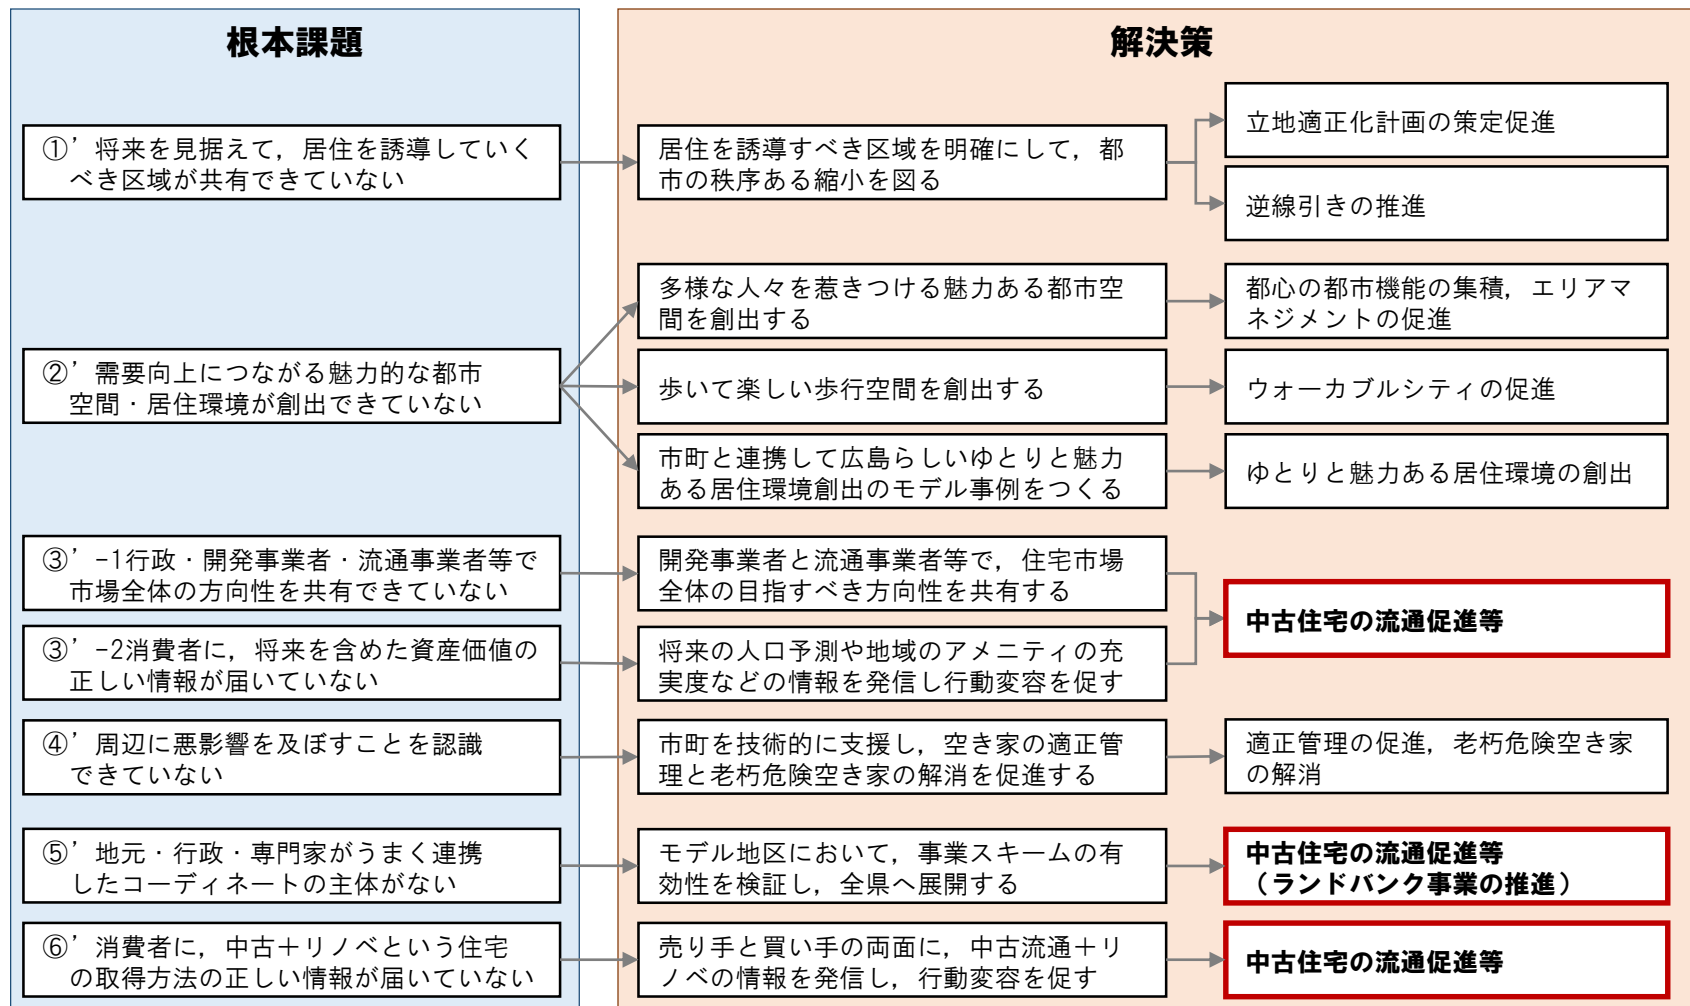 根本課題
解決策
①’将来を見据えて，居住を誘導していく
べき区域が共有できていない
居住を誘導すべき区域を明確にして，都
市の秩序ある縮小を図る
立地適正化計画の策定促進
逆線引きの推進
②’需要向上につながる魅力的な都市
空間・居住環境が創出できていない
多様な人々を惹きつける魅力ある都市空
間を創出する
都心の都市機能の集積，エリアマ
ネジメントの促進
歩いて楽しい歩行空間を創出する
ウォーカブルシティの促進
市町と連携して広島らしいゆとりと魅力
ある居住環境創出のモデル事例をつくる
ゆとりと魅力ある居住環境の創出
③’-1行政・開発事業者・流通事業者等で
市場全体の方向性を共有できていない
開発事業者と流通事業者等で，住宅市場
全体の目指すべき方向性を共有する
③’-2消費者に，将来を含めた資産価値の
正しい情報が届いていない
将来の人口予測や地域のアメニティの充
実度などの情報を発信し行動変容を促す
中古住宅の流通促進等
④’周辺に悪影響を及ぼすことを認識
できていない
市町を技術的に支援し，空き家の適正管
理と老朽危険空き家の解消を促進する
適正管理の促進，老朽危険空き家
の解消
⑤’地元・行政・専門家がうまく連携
したコーディネートの主体がない
モデル地区において，事業スキームの有
効性を検証し，全県へ展開する
中古住宅の流通促進等
（ランドバンク事業の推進）
⑥’消費者に，中古＋リノベという住宅
の取得方法の正しい情報が届いていない
売り手と買い手の両面に，中古流通＋リ
ノベの情報を発信し，行動変容を促す
中古住宅の流通促進等